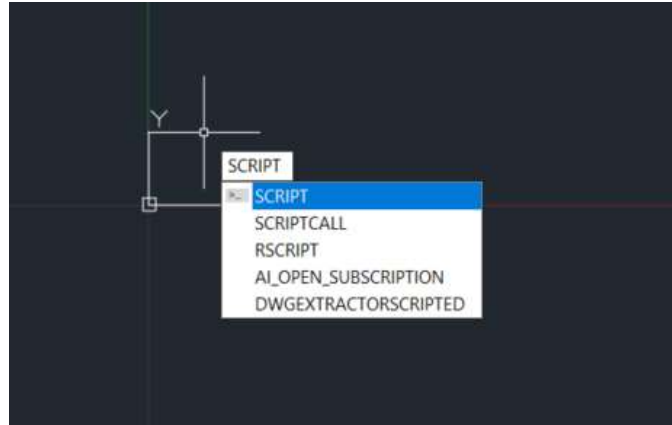 Y
SCRIPT
SCRIPT
SCRIPTCALL
RSCRIPT
AI_OPEN_SUBSCRIPTION
DWGEXTRACTORSCRIPTED